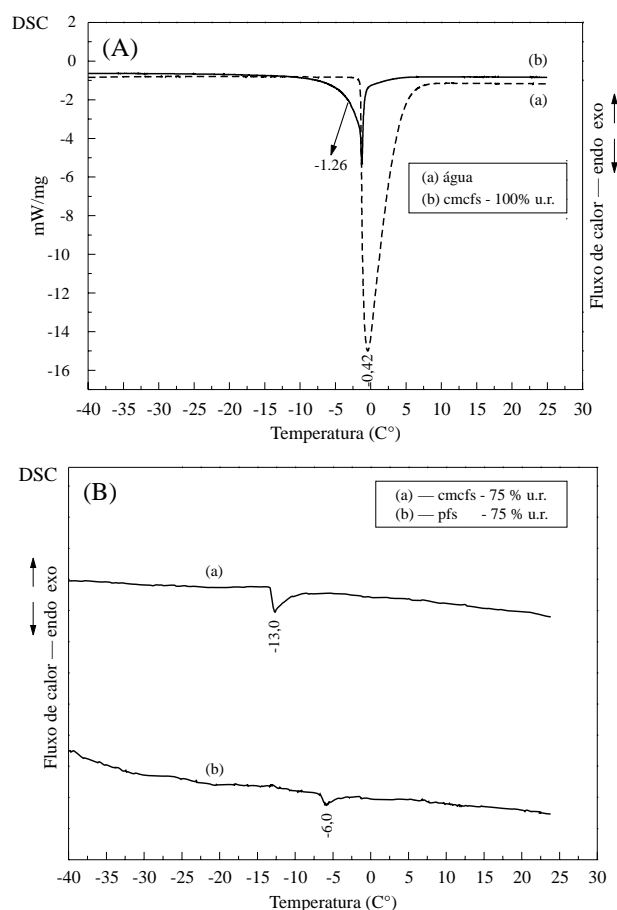 DSC
(A)
2
0
-2
-4
-6
-8
-10
-12
-14
-16
mW/mg
(b)
(a)
-1.26
-0,42
(a) água
(b) cmcfs - 100% u.r.
Fluxo de calor — endo exo
-40 -35 -30 -25 -20 -15 -10 -5 0 5 10 15 20 25 30
Temperatura (C°)
DSC
(B)
(a) — cmcfs - 75 % u.r.
(b) — pfs - 75 % u.r.
Fluxo de calor — endo exo
(a)
-13,0
(b)
-6,0
-40 -35 -30 -25 -20 -15 -10 -5 0 5 10 15 20 25 30
Temperatura (C°)